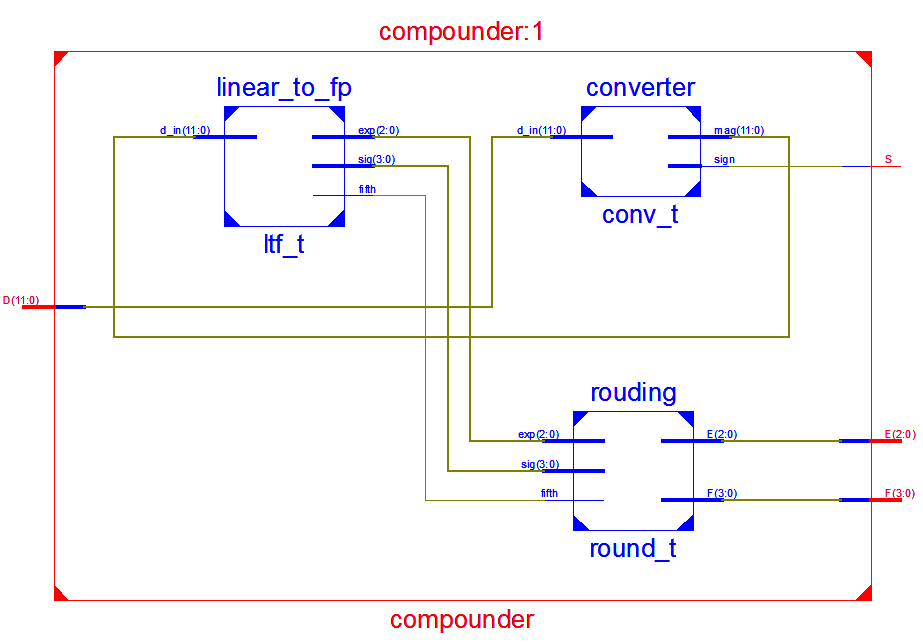 compounder:1
linear_to_fp
converter
d_in(11:0)
exp(2:0)
d_in(11:0)
mag(11:0)
sig(3:0)
sign
S
fifth
conv_t
ltf_t
D(11:0)
rouding
exp(2:0)
E(2:0)
E(2:0)
sig(3:0)
fifth
F(3:0)
F(3:0)
round_t
compounder